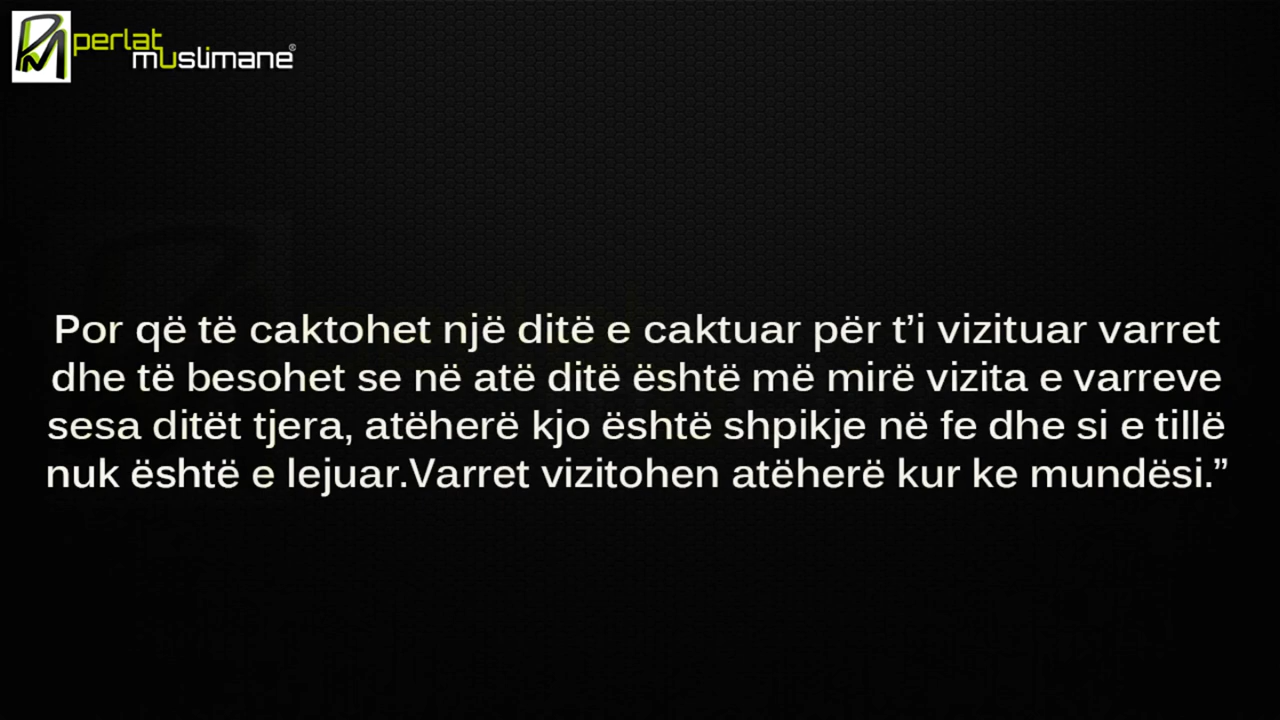 perlat
muslimane®
Por që të caktohet një ditë e caktuar për t’i vizituar varret
dhe të besohet se në atë ditë është më mirë vizita e varreve
sesa ditët tjera, atëherë kjo është shpikje në fe dhe si e tillë
nuk është e lejuar.Varret vizitohen atëherë kur ke mundësi.”